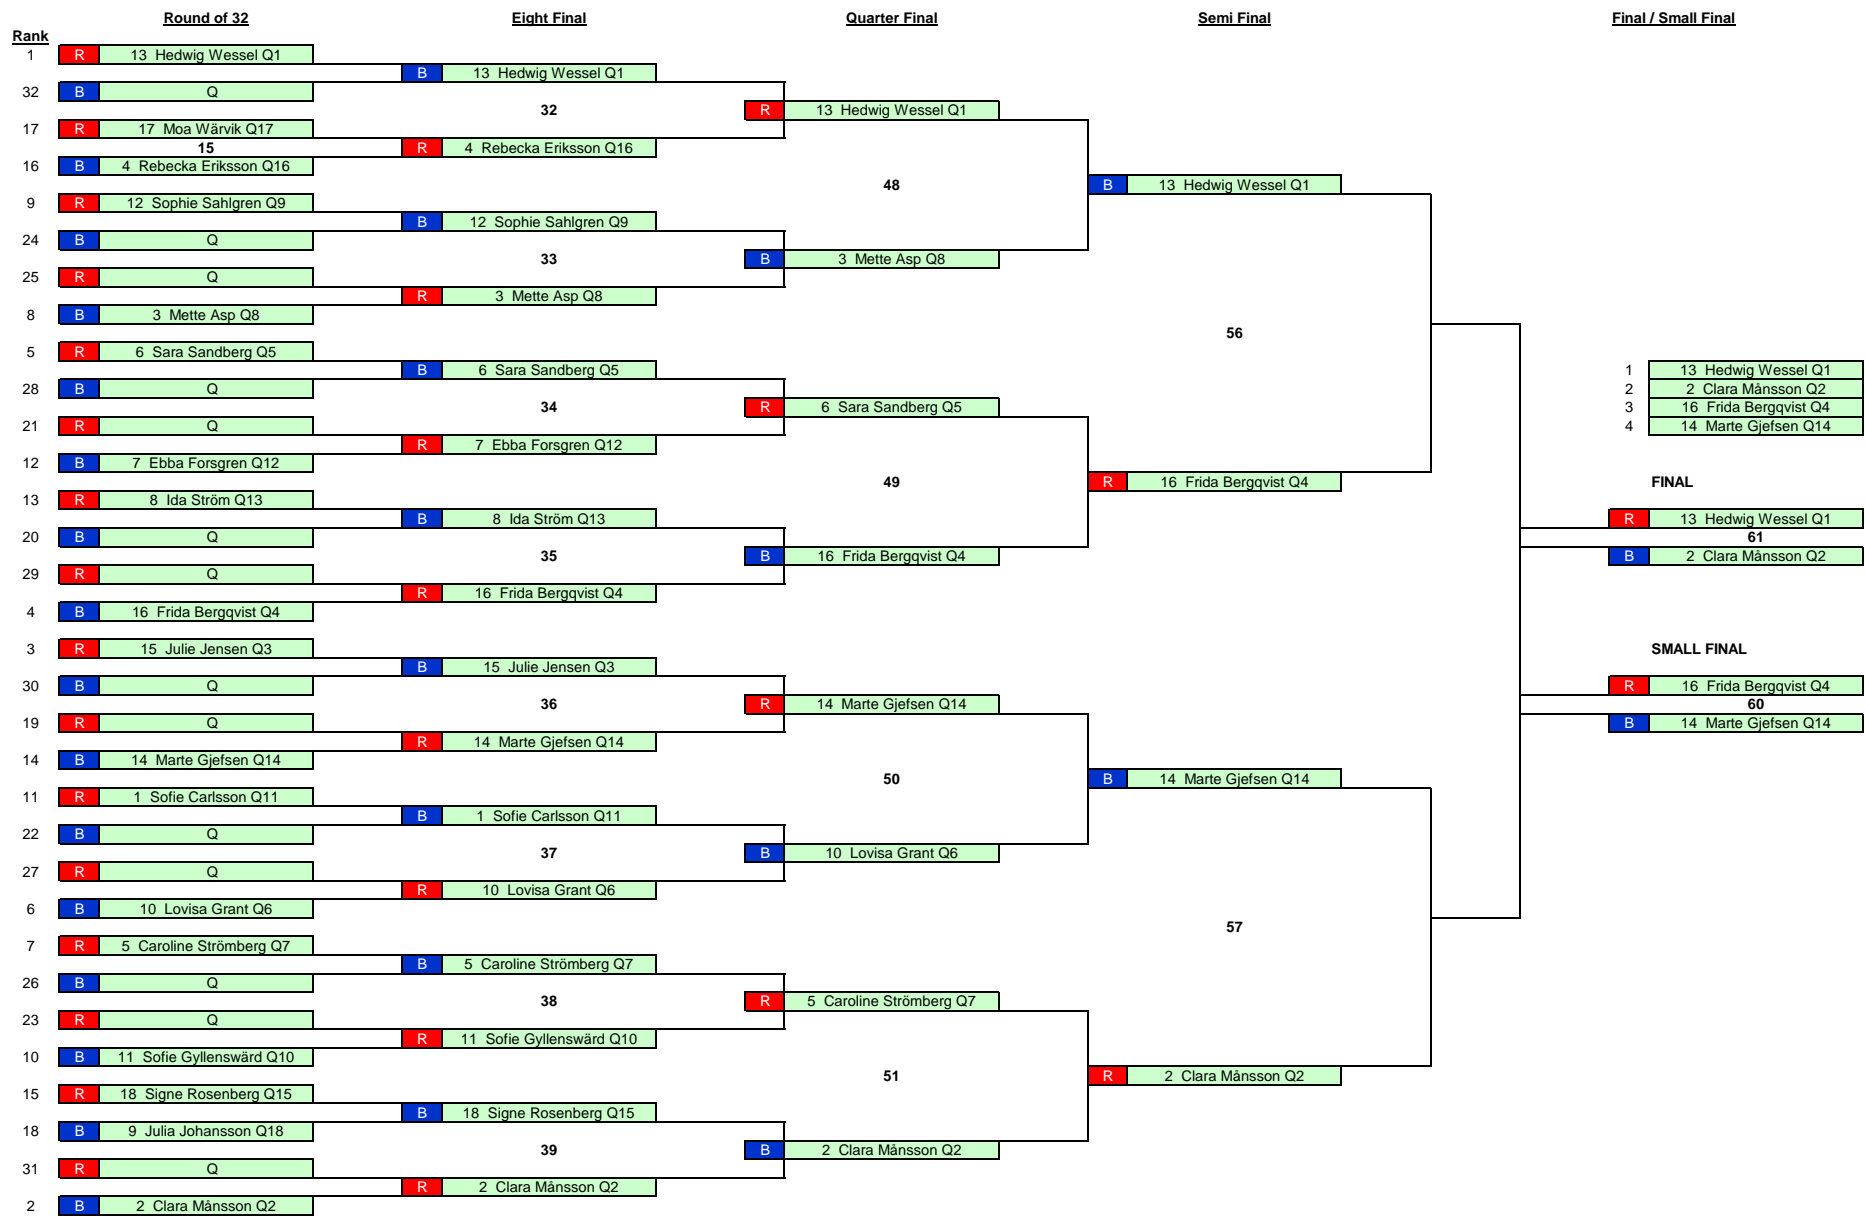 Round of 32 Eight Final Quarter Final Semi Final Final / Small Final
Rank
1 R 13 Hedwig Wessel Q1
B 13 Hedwig Wessel Q1
32 B Q
32 R 13 Hedwig Wessel Q1
17 R 17 Moa Wärvik Q17
15 R 4 Rebecka Eriksson Q16
16 B 4 Rebecka Eriksson Q16
48 B 13 Hedwig Wessel Q1
9 R 12 Sophie Sahlgren Q9
B 12 Sophie Sahlgren Q9
24 B Q
33 B 3 Mette Asp Q8
25 R Q
R 3 Mette Asp Q8
8 B 3 Mette Asp Q8
56
5 R 6 Sara Sandberg Q5
B 6 Sara Sandberg Q5 1 13 Hedwig Wessel Q1
28 B Q 2 2 Clara Månsson Q2
34 R 6 Sara Sandberg Q5 3 16 Frida Bergqvist Q4
21 R Q 4 14 Marte Gjefsen Q14
R 7 Ebba Forsgren Q12
12 B 7 Ebba Forsgren Q12
49 R 16 Frida Bergqvist Q4 FINAL
13 R 8 Ida Ström Q13
B 8 Ida Ström Q13 R 13 Hedwig Wessel Q1
20 B Q 61
35 B 16 Frida Bergqvist Q4 B 2 Clara Månsson Q2
29 R Q
R 16 Frida Bergqvist Q4
4 B 16 Frida Bergqvist Q4
3 R 15 Julie Jensen Q3 SMALL FINAL
B 15 Julie Jensen Q3
30 B Q R 16 Frida Bergqvist Q4
36 R 14 Marte Gjefsen Q14 60
19 R Q B 14 Marte Gjefsen Q14
R 14 Marte Gjefsen Q14
14 B 14 Marte Gjefsen Q14
50 B 14 Marte Gjefsen Q14
11 R 1 Sofie Carlsson Q11
B 1 Sofie Carlsson Q11
22 B Q
37 B 10 Lovisa Grant Q6
27 R Q
R 10 Lovisa Grant Q6
6 B 10 Lovisa Grant Q6
57
7 R 5 Caroline Strömberg Q7
B 5 Caroline Strömberg Q7
26 B Q
38 R 5 Caroline Strömberg Q7
23 R Q
R 11 Sofie Gyllenswärd Q10
10 B 11 Sofie Gyllenswärd Q10
51 R 2 Clara Månsson Q2
15 R 18 Signe Rosenberg Q15
B 18 Signe Rosenberg Q15
18 B 9 Julia Johansson Q18
39 B 2 Clara Månsson Q2
31 R Q
R 2 Clara Månsson Q2
2 B 2 Clara Månsson Q2